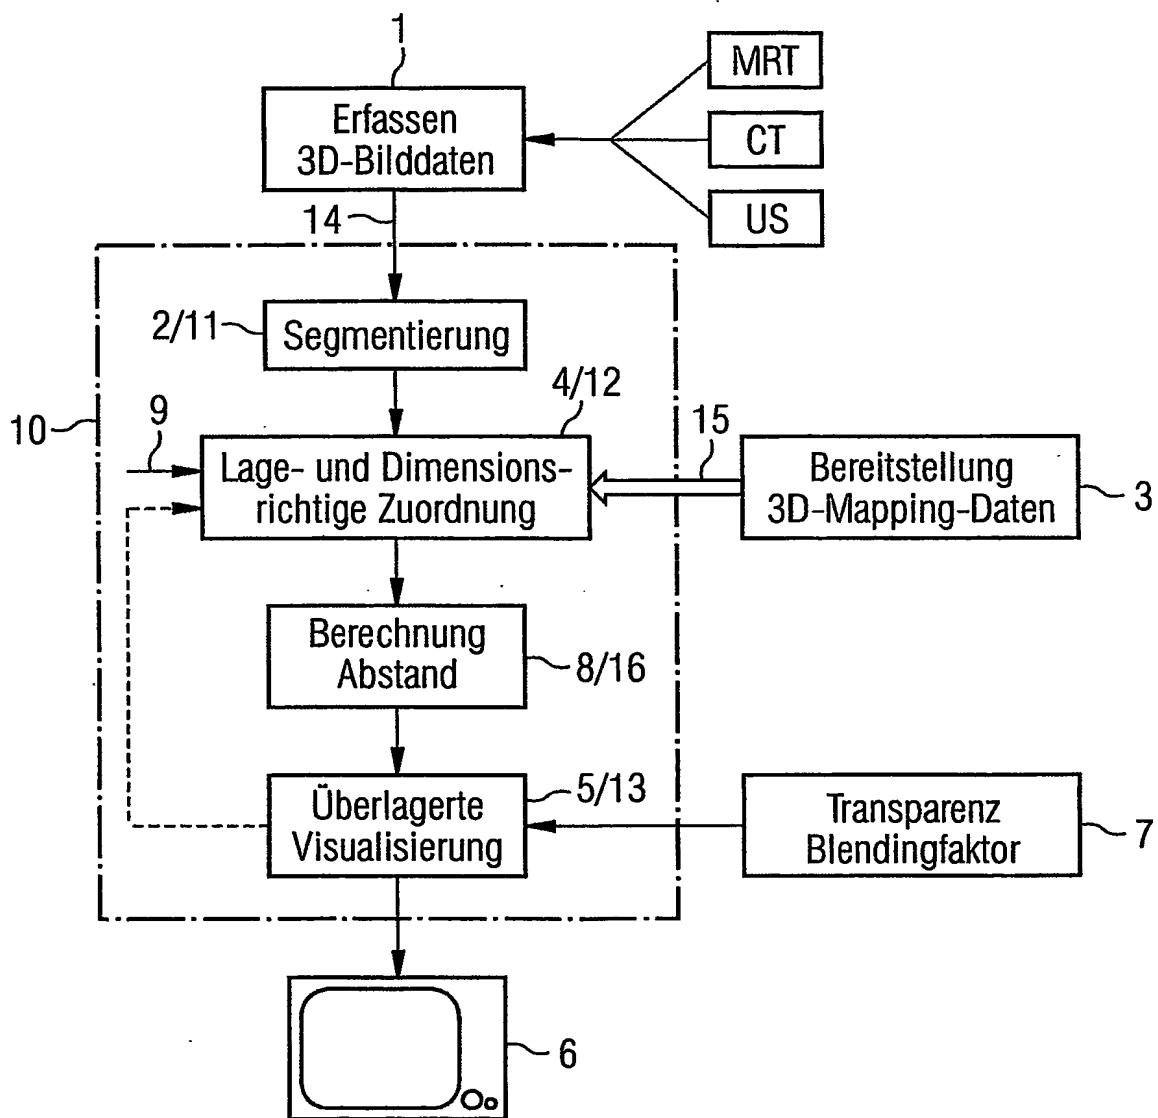 1
Erfassen
3D-Bilddaten
MRT
CT
US
14
2/11
Segmentierung
4/12
10
9
Lage- und Dimensions-
richtige Zuordnung
15
Bereitstellung
3D-Mapping-Daten
3
Berechnung
Abstand
8/16
5/13
Überlagerte
Visualisierung
Transparenz
Blendingfaktor
7
6